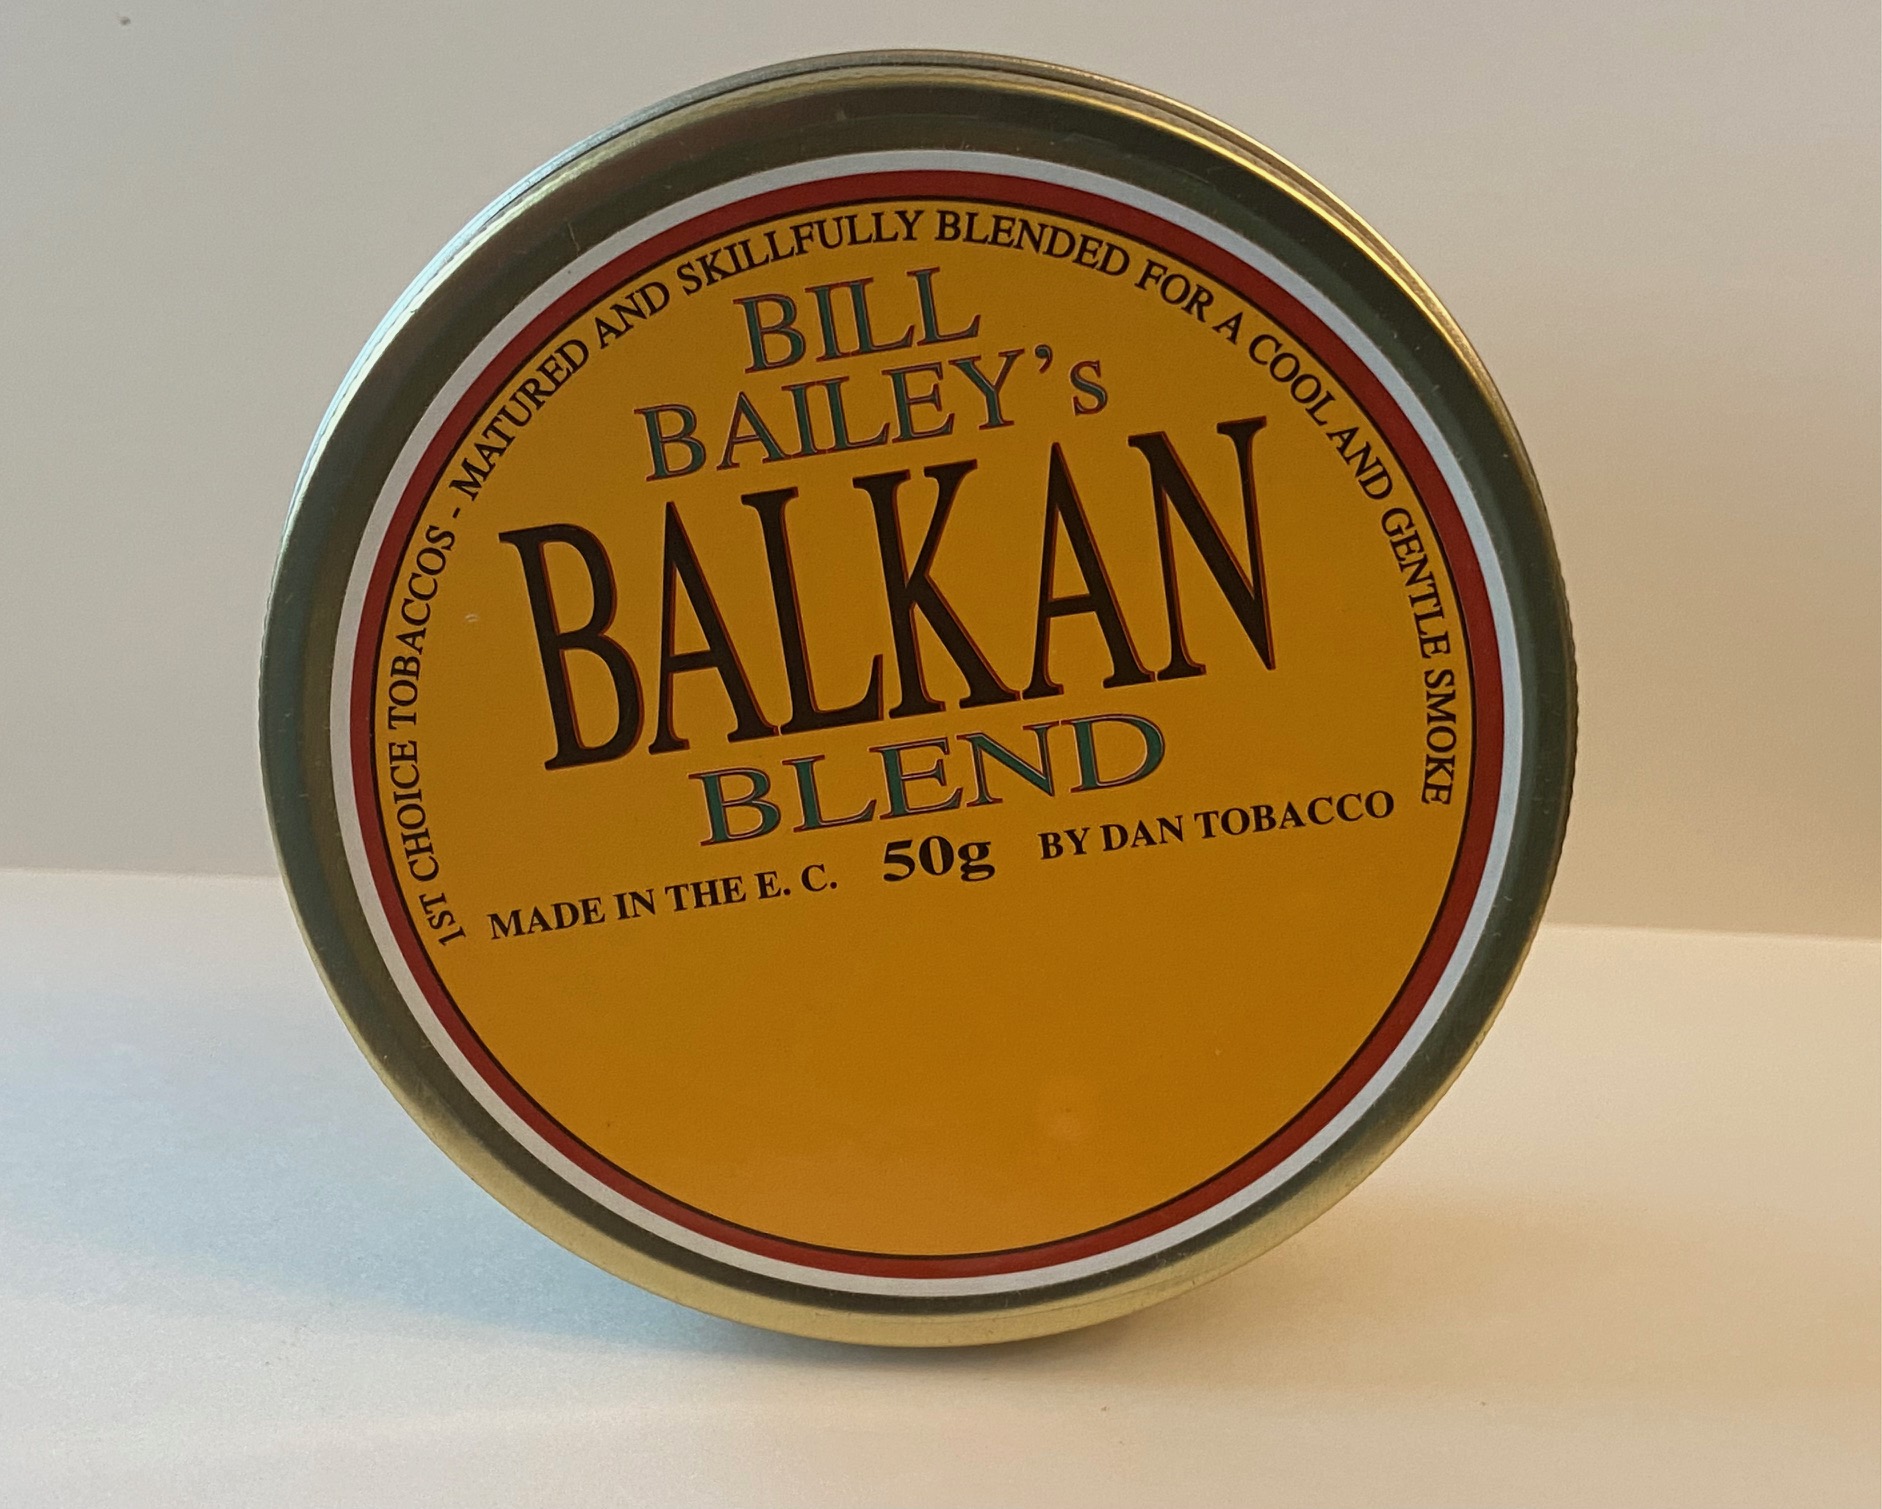 1ST CHOICE TOBACCOS - MATURED AND SKILLFULLY BLENDED FOR A COOL AND GENTLE SMOKE
BILL
BAILEY's
BALKAN
BLEND
MADE IN THE E. C. 50g BY DAN TOBACCO